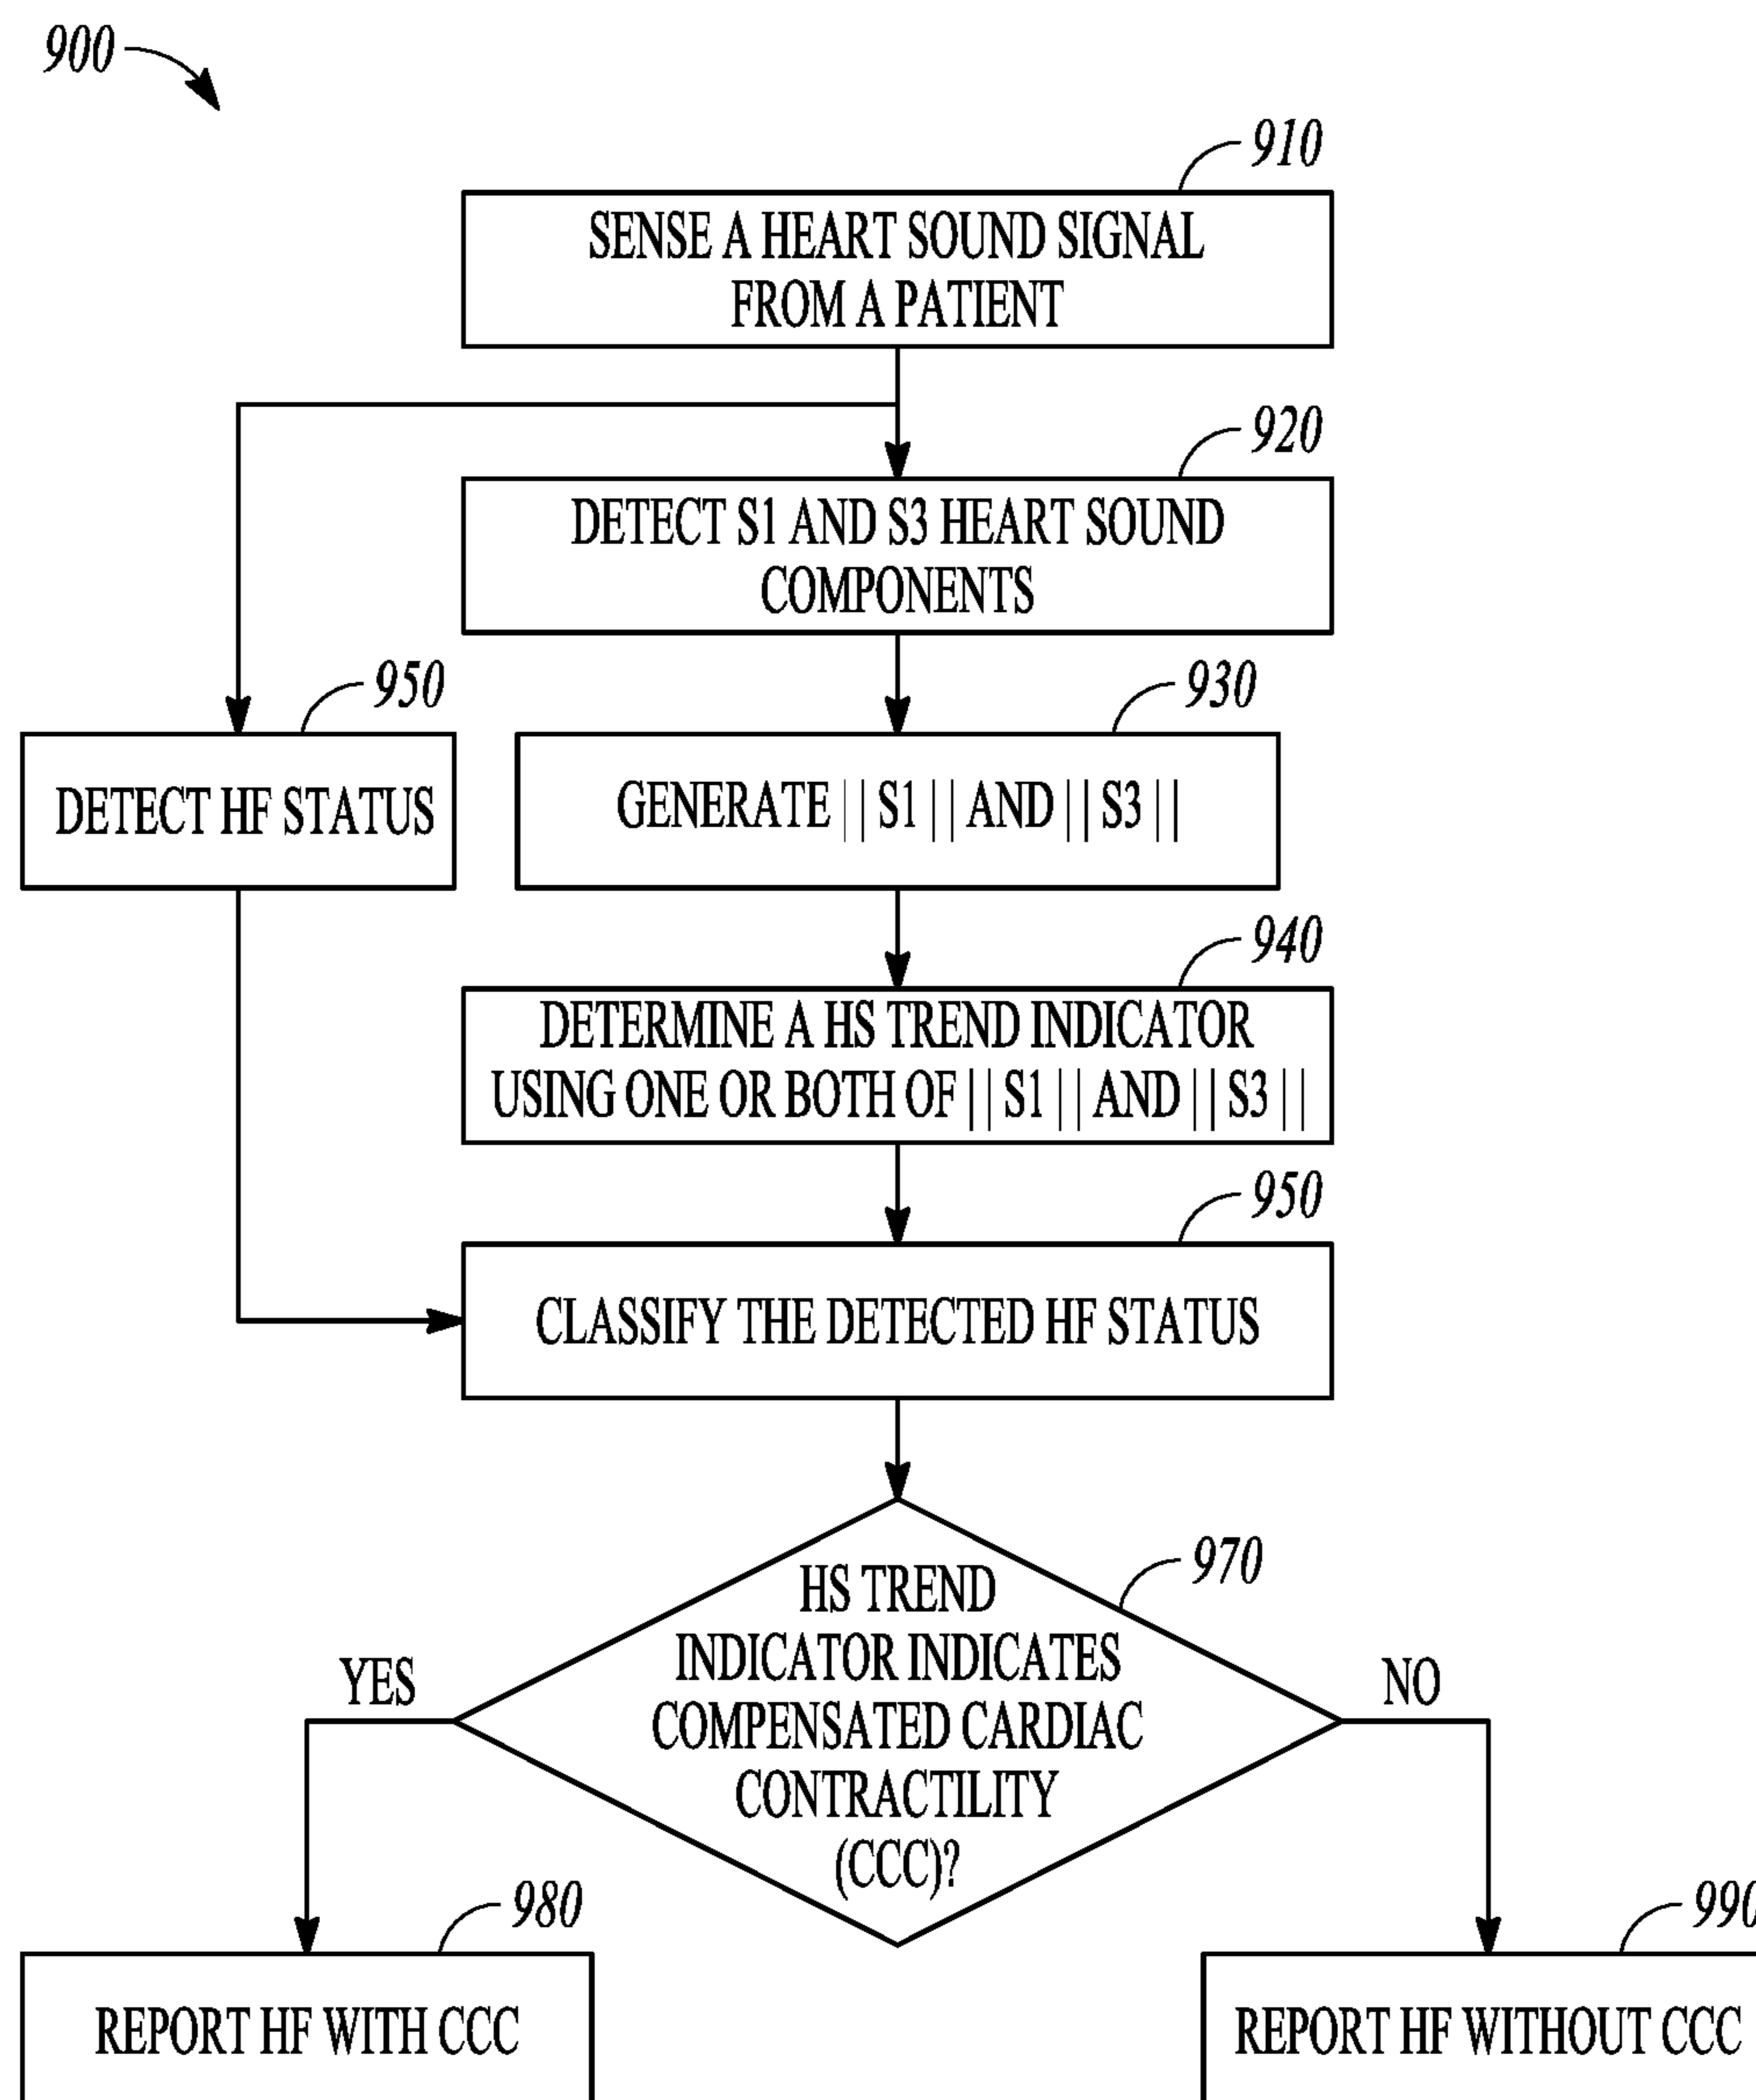 900
910
SENSE A HEART SOUND SIGNAL
FROM A PATIENT
920
DETECT S1 AND S3 HEART SOUND
COMPONENTS
950
DETECT HF STATUS
930
GENERATE || S1 || AND || S3 ||
940
DETERMINE A HS TREND INDICATOR
USING ONE OR BOTH OF || S1 || AND || S3 ||
950
CLASSIFY THE DETECTED HF STATUS
970
HS TREND
INDICATOR INDICATES
COMPENSATED CARDIAC
CONTRACTILITY
(CCC)?
YES
NO
980
REPORT HF WITH CCC
990
REPORT HF WITHOUT CCC